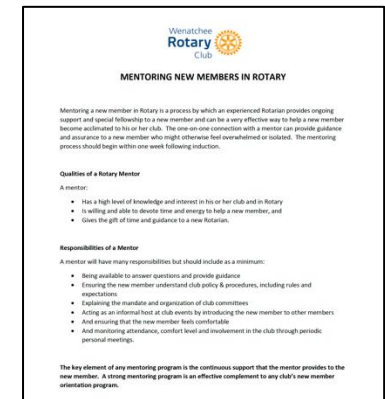 Wenatchee
Rotary
Club
MENTORING NEW MEMBERS IN ROTARY
Mentoring a new member in Rotary is a process by which an experienced Rotarian provides ongoing
support and special fellowship to a new member and can be a very effective way to help a new member
become acclimated to his or her club. The one-on-one connection with a mentor can provide guidance
and assurance to a new member who might otherwise feel overwhelmed or isolated. The mentoring
process should begin within one week following induction.
Qualities of a Rotary Mentor
A mentor:
• Has a high level of knowledge and interest in his or her club and in Rotary
• Is willing and able to devote time and energy to help a new member, and
• Gives the gift of time and guidance to a new Rotarian.
Responsibilities of a Mentor
A mentor will have many responsibilities but should include as a minimum:
• Being available to answer questions and provide guidance
• Ensuring the new member understand club policy & procedures, including rules and
expectations
• Explaining the mandate and organization of club committees
• Acting as an informal host at club events by introducing the new member to other members
• And ensuring that the new member feels comfortable
• And monitoring attendance, comfort level and involvement in the club through periodic
personal meetings.
The key element of any mentoring program is the continuous support that the mentor provides to the
new member. A strong mentoring program is an effective complement to any club's new member
orientation program.